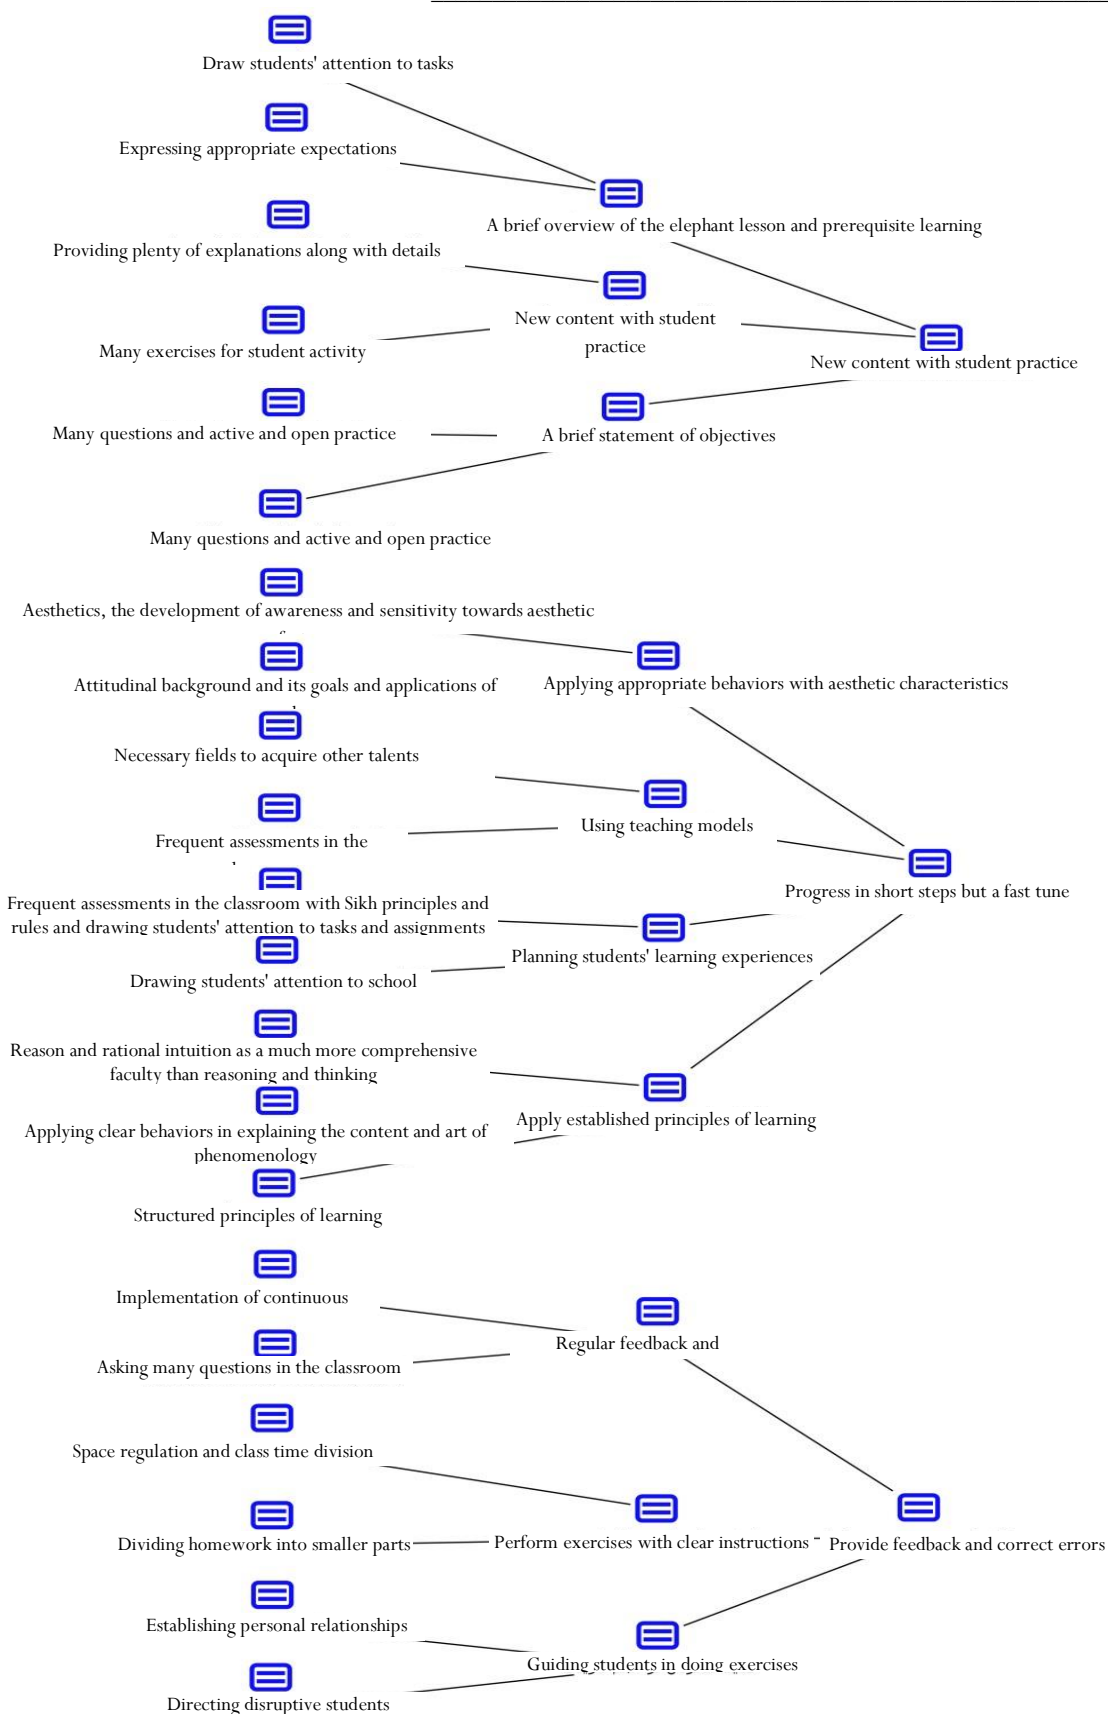 Draw students' attention to tasks
Expressing appropriate expectations
A brief overview of the elephant lesson and prerequisite learning
Providing plenty of explanations along with details
New content with student
practice
Many exercises for student activity
New content with student practice
Many questions and active and open practice
A brief statement of objectives
Many questions and active and open practice
Aesthetics, the development of awareness and sensitivity towards aesthetic
Attitudinal background and its goals and applications of
Applying appropriate behaviors with aesthetic characteristics
Necessary fields to acquire other talents
Using teaching models
Frequent assessments in the
Progress in short steps but a fast tune
Frequent assessments in the classroom with Sikh principles and
rules and drawing students' attention to tasks and assignments
Planning students' learning experiences
Drawing students' attention to school
Reason and rational intuition as a much more comprehensive
faculty than reasoning and thinking
Apply established principles of learning
Applying clear behaviors in explaining the content and art of
phenomenology
Structured principles of learning
Implementation of continuous
Regular feedback and
Asking many questions in the classroom
Space regulation and class time division
Dividing homework into smaller parts
Perform exercises with clear instructions
Provide feedback and correct errors
Establishing personal relationships
Guiding students in doing exercises
Directing disruptive students